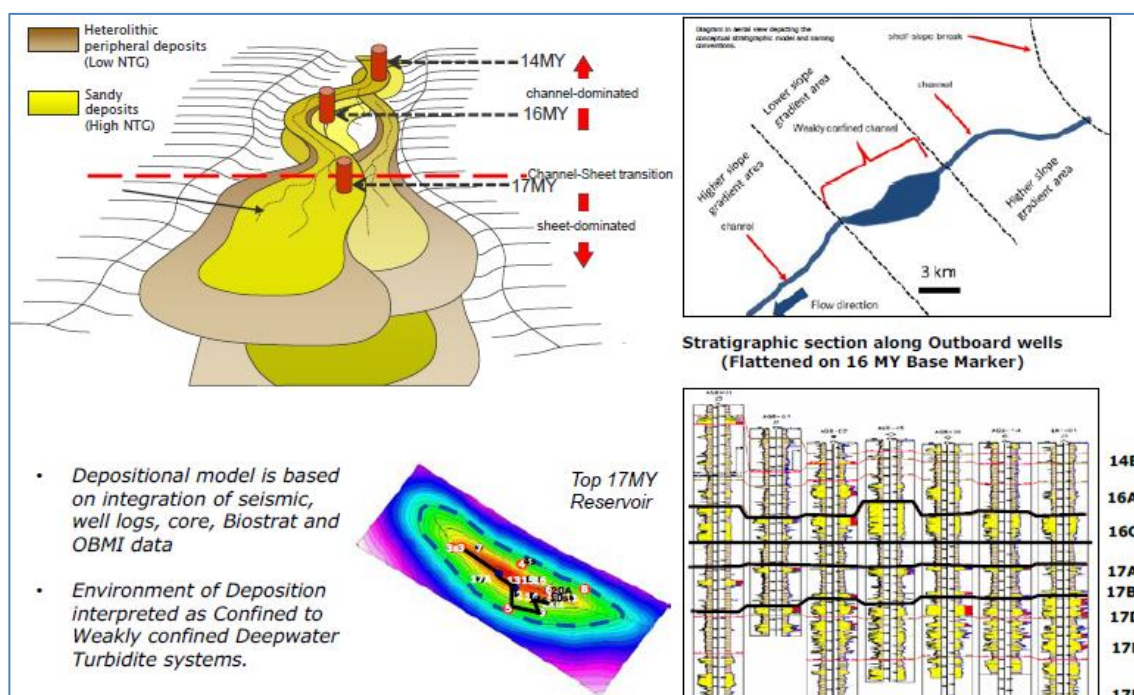 Heterolithic
peripheral deposits
(Low NTG)
Sandy
deposits
(High NTG)
14MY
channel-dominated
16MY
Channel-Sheet transition
17MY
sheet-dominated
Diagram in aerial view depicting the
conceptual stratigraphic model and naming
conventions.
shelf-slope break
Lower slope
gradient area
channel
Weakly confined channel
Higher slope
gradient area
Higher slope
gradient area
channel
3 km
Flow direction
Stratigraphic section along Outboard wells
(Flattened on 16 MY Base Marker)
14E
16A
16C
17A
17B
17D
• Depositional model is based
on integration of seismic,
well logs, core, Biostrat and
OBMI data
• Environment of Deposition
interpreted as Confined to
Weakly confined Deepwater
Turbidite systems.
Top 17MY
Reservoir